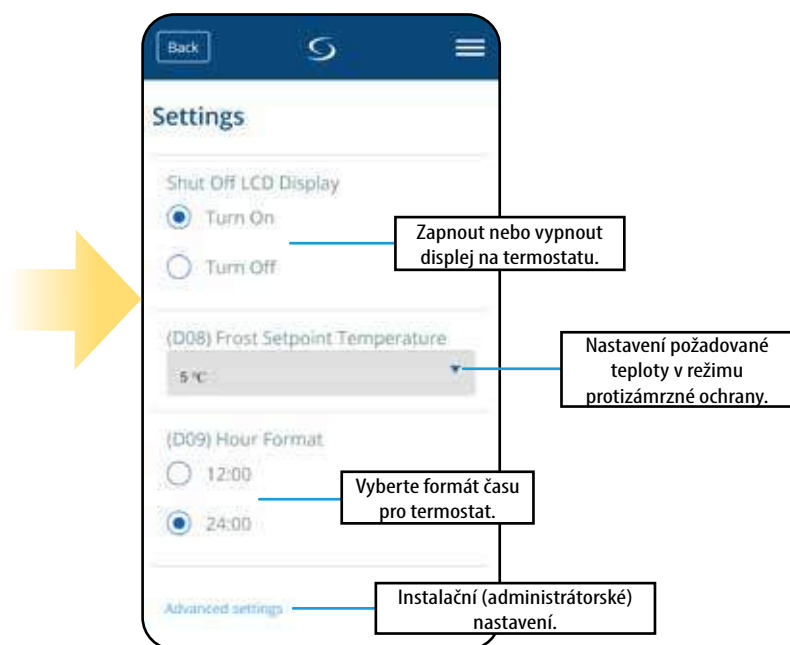 Back
Settings
Shut Off LCD Display
Turn On
Zapnout nebo vypnout
displej na termostatu.
Turn Off
(D08) Frost Setpoint Temperature
5 °C
Nastavení požadované
teploty v režimu
protizámrzné ochrany.
(D09) Hour Format
12:00
Vyberte formát času
pro termostat.
24:00
Advanced settings
Instalační (administrátorské)
nastavení.